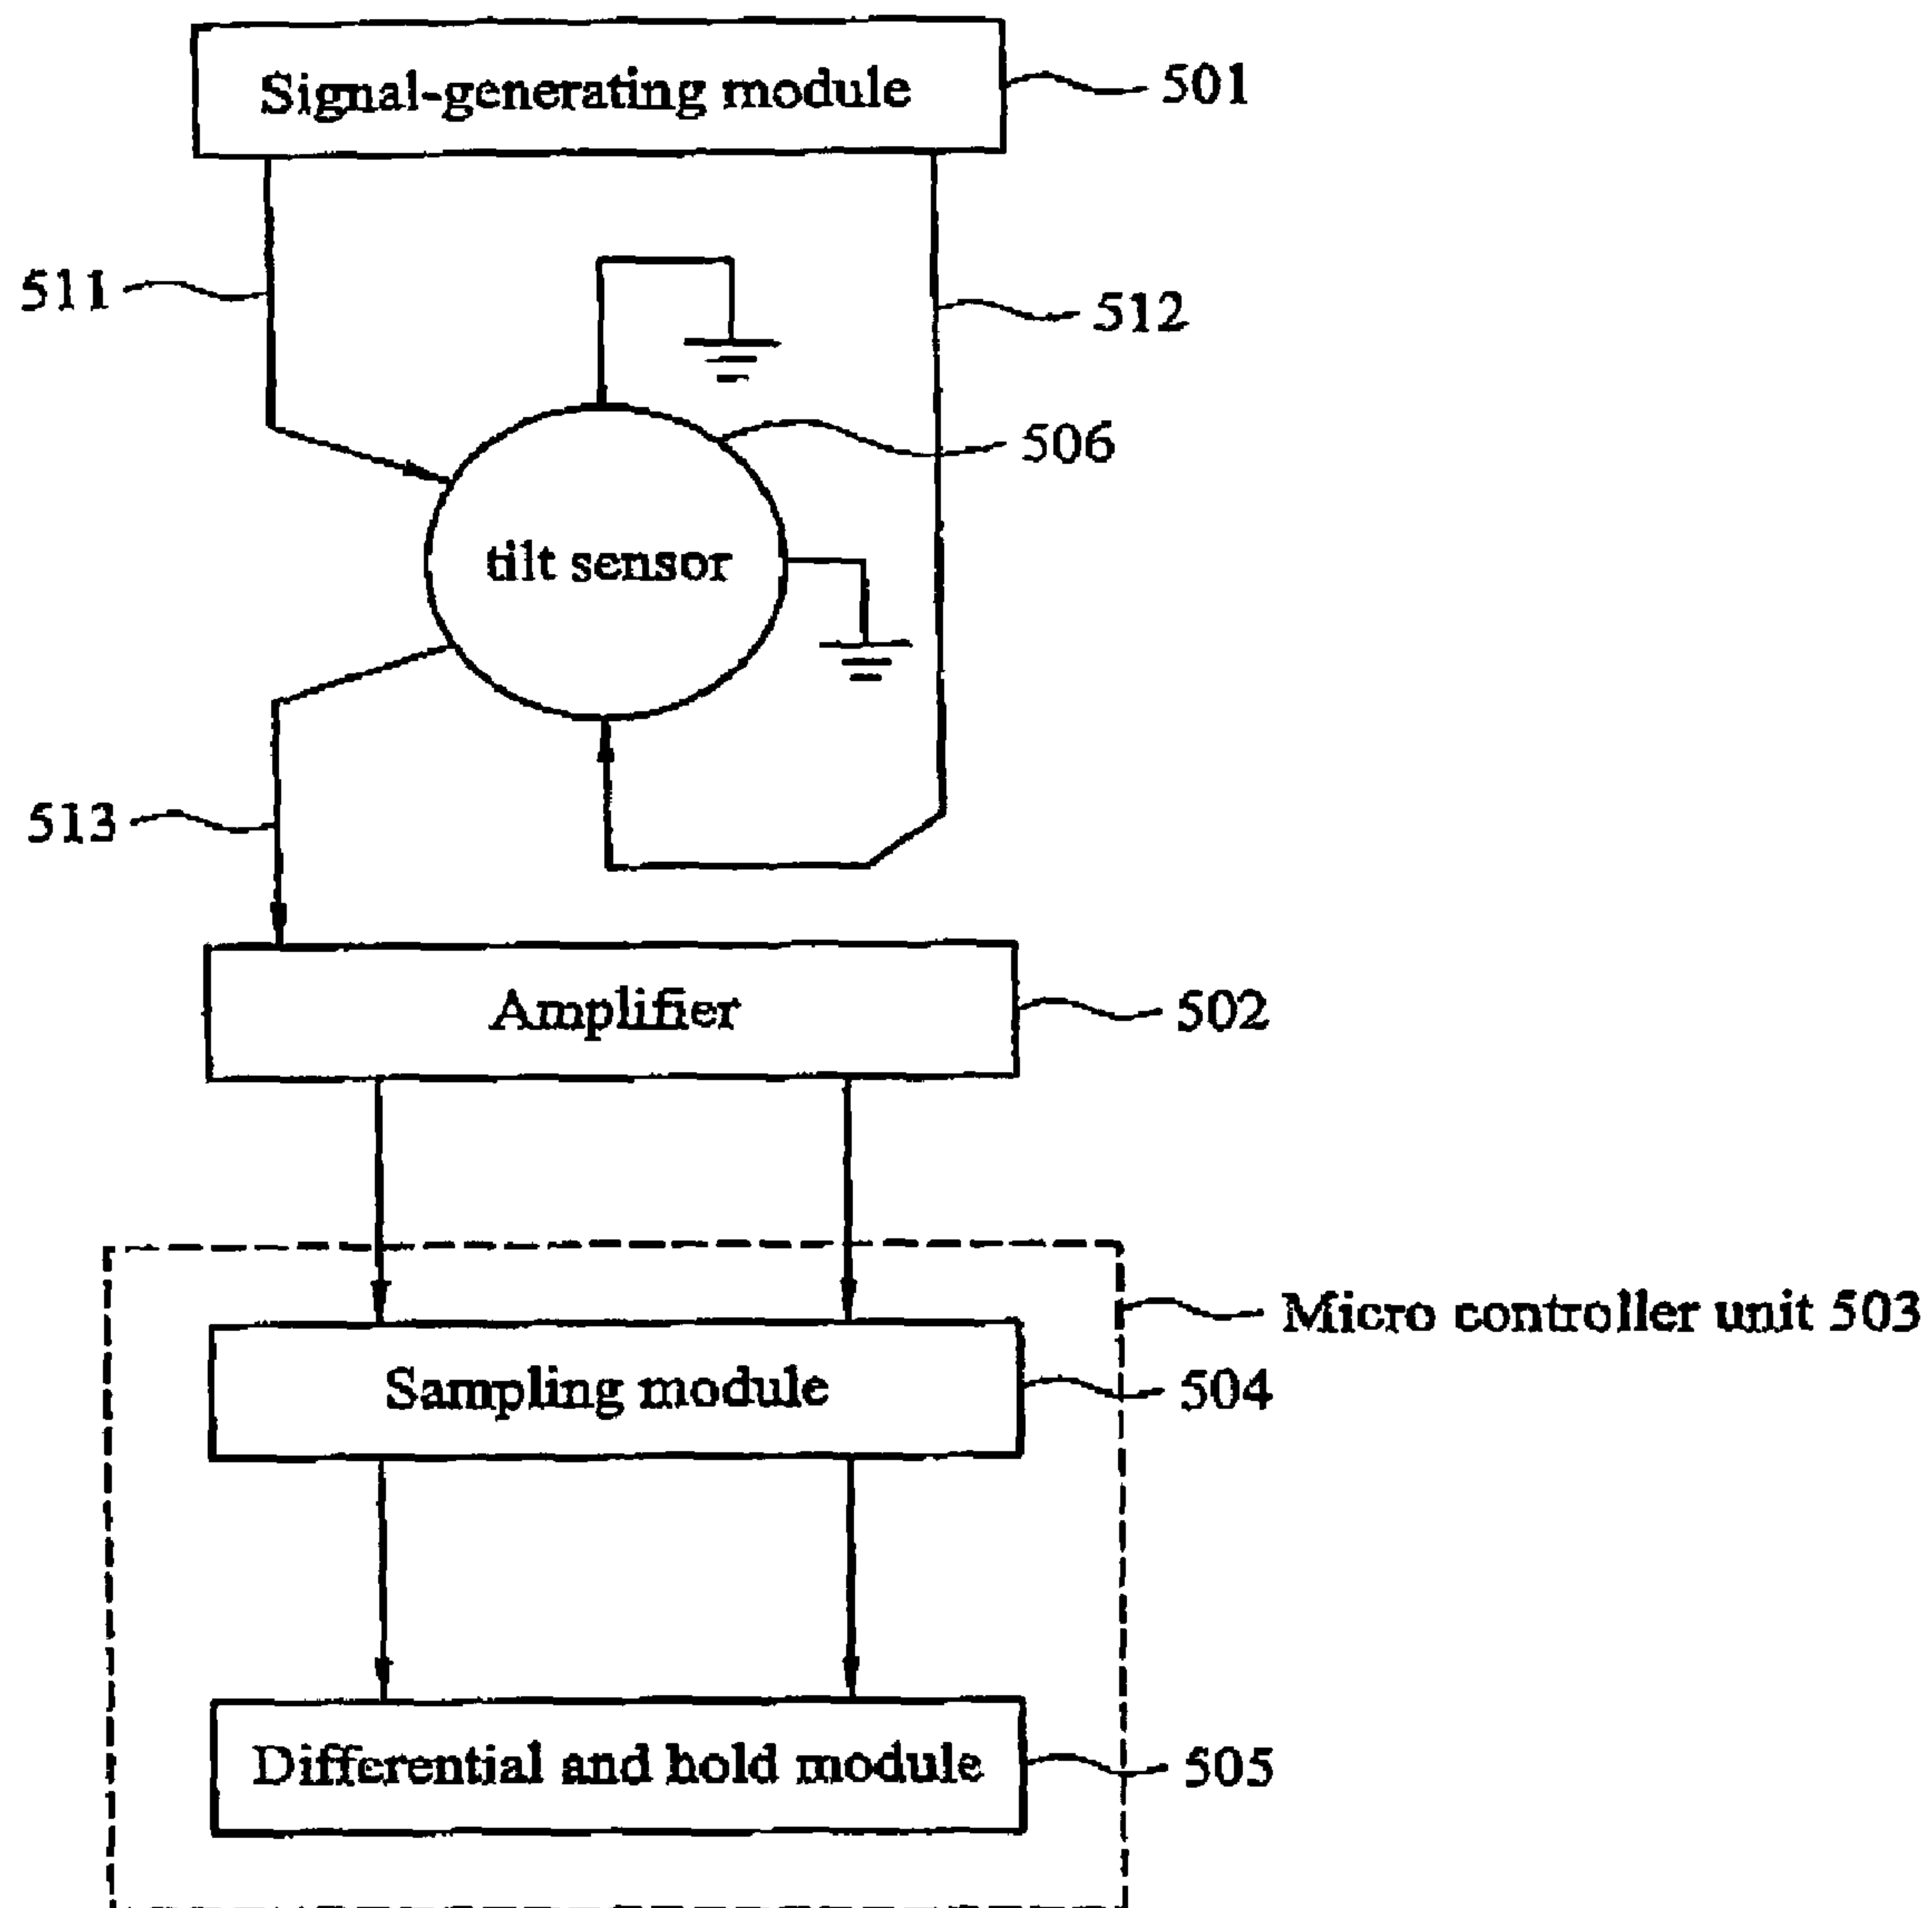 Signal-generating module
501
511
512
506
tilt sensor
513
Amplifier
502
Micro controller unit 503
Sampling module
504
Differential and hold module
505